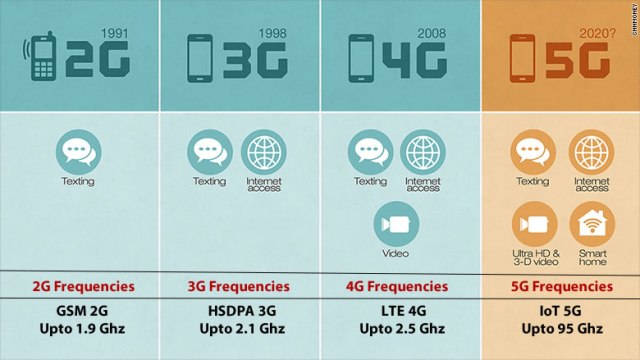 1991
2G
1998
3G
2008
4G
2020?
5G
CNNMONEY
Texting
Texting
Internet
access
Texting
Internet
access
Video
Texting
Internet
access
Ultra HD &
3-D video
Smart
home
2G Frequencies
3G Frequencies
4G Frequencies
5G Frequencies
GSM 2G
Upto 1.9 Ghz
HSDPA 3G
Upto 2.1 Ghz
LTE 4G
Upto 2.5 Ghz
IoT 5G
Upto 95 Ghz